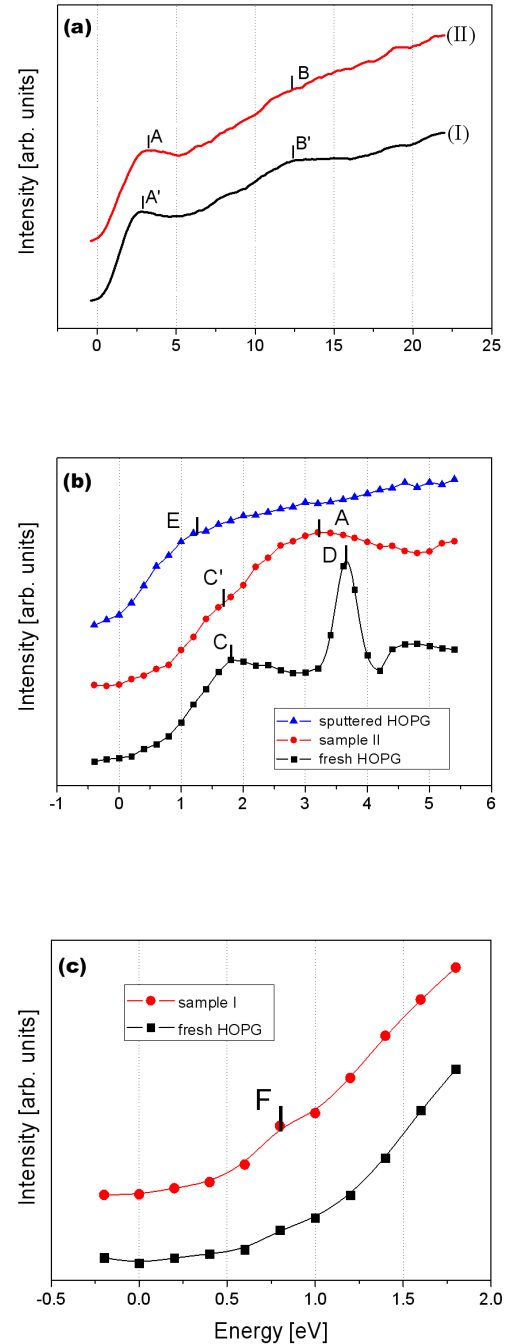 (a)
(II)
B
A
(I)
B'
A'
Intensity [arb. units]
0 5 10 15 20 25
(b)
E
A
D
C'
C
Intensity [arb. units]
sputtered HOPG
sample II
fresh HOPG
-1 0 1 2 3 4 5 6
(c)
sample I
fresh HOPG
F
Intensity [arb. units]
-0.5 0.0 0.5 1.0 1.5 2.0
Energy [eV]